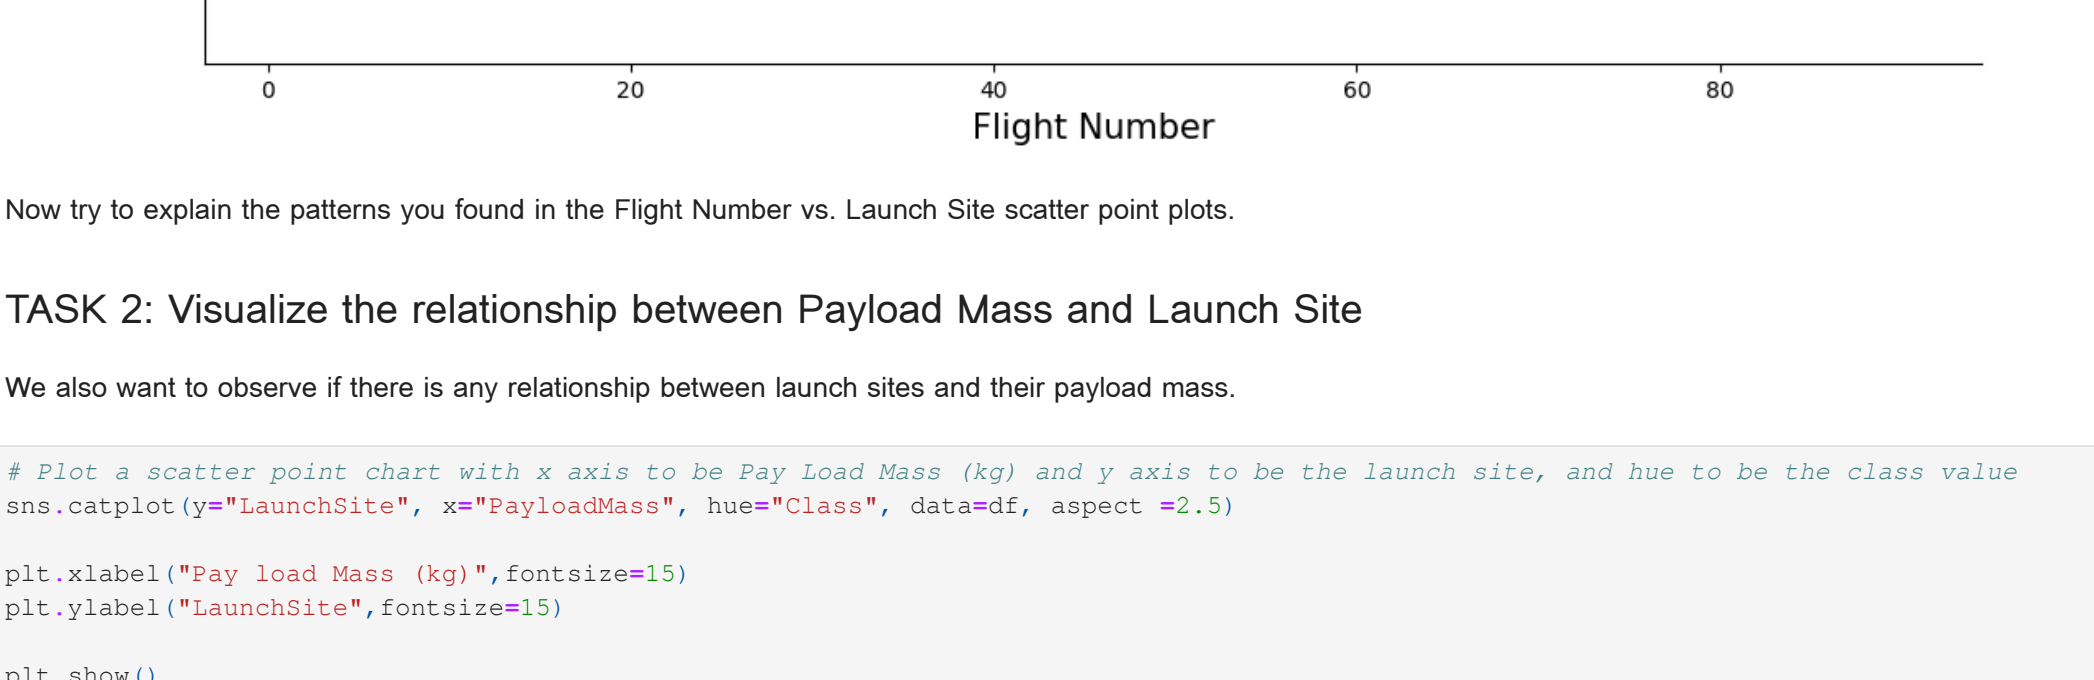 0 20 40 60 80
Flight Number
Now try to explain the patterns you found in the Flight Number vs. Launch Site scatter point plots.
TASK 2: Visualize the relationship between Payload Mass and Launch Site
We also want to observe if there is any relationship between launch sites and their payload mass.
# Plot a scatter point chart with x axis to be Pay Load Mass (kg) and y axis to be the launch site, and hue to be the class value
sns.catplot(y="LaunchSite", x="PayloadMass", hue="Class", data=df, aspect =2.5)
plt.xlabel("Pay load Mass (kg)",fontsize=15)
plt.ylabel("LaunchSite",fontsize=15)
plt.show()